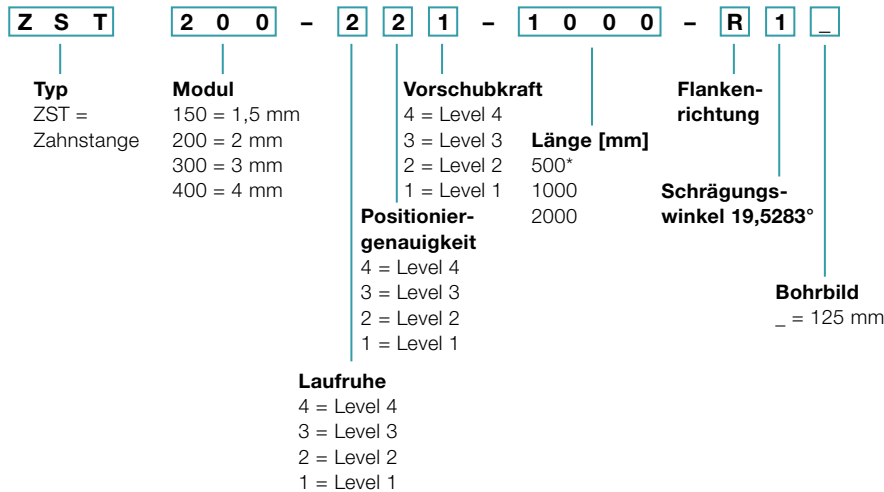 Z S T 2 0 0 – 2 2 1 – 1 0 0 0 – R 1 _
Typ
ZST =
Zahnstange
Modul
150 = 1,5 mm
200 = 2 mm
300 = 3 mm
400 = 4 mm
Vorschubkraft
4 = Level 4
3 = Level 3
2 = Level 2
1 = Level 1
Länge [mm]
500*
1000
2000
Flanken-
richtung
Schrägungs-
winkel 19,5283°
Positionier-
genauigkeit
4 = Level 4
3 = Level 3
2 = Level 2
1 = Level 1
Bohrbild
_ = 125 mm
Laufruhe
4 = Level 4
3 = Level 3
2 = Level 2
1 = Level 1